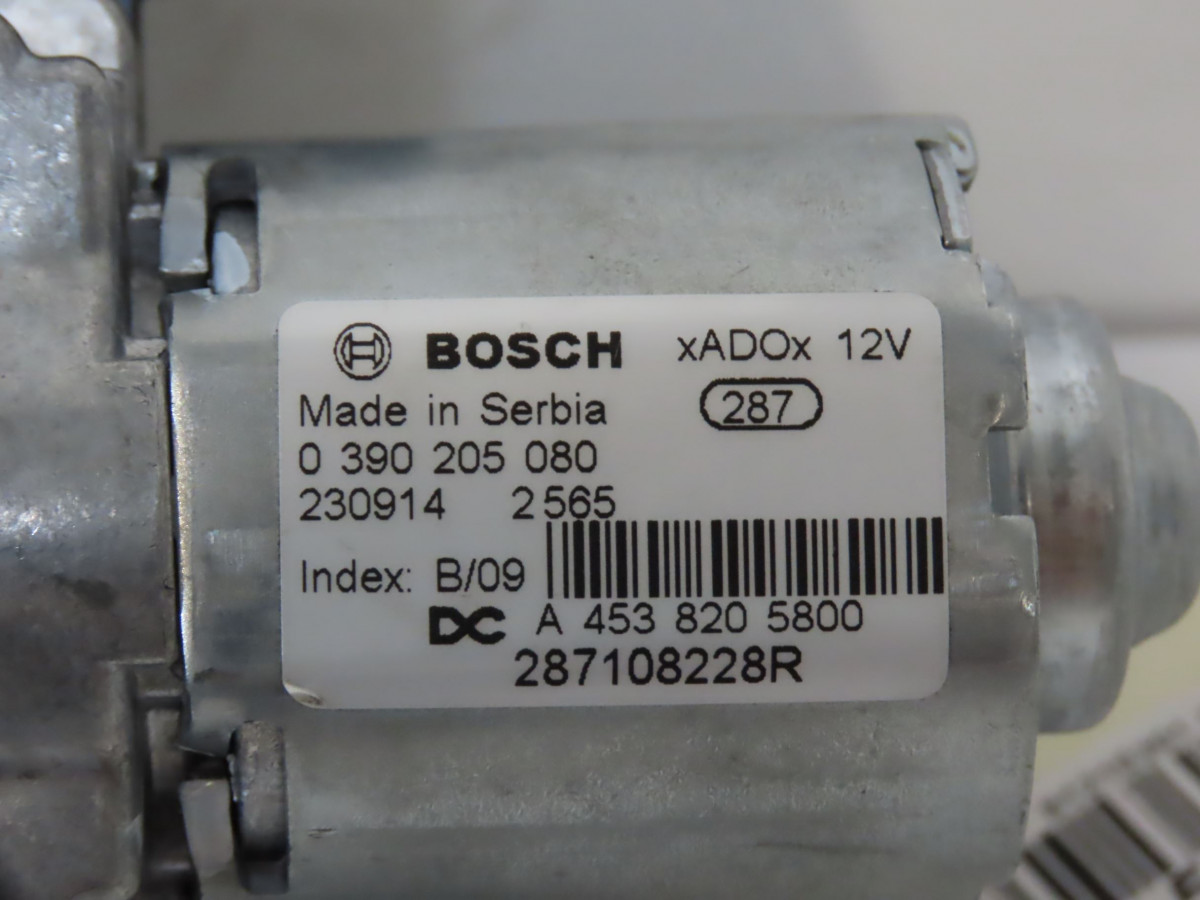 BOSCH xADOx 12V
Made in Serbia 287
0 390 205 080
230914 2565
Index: B/09
DC A 453 820 5800
287108228R